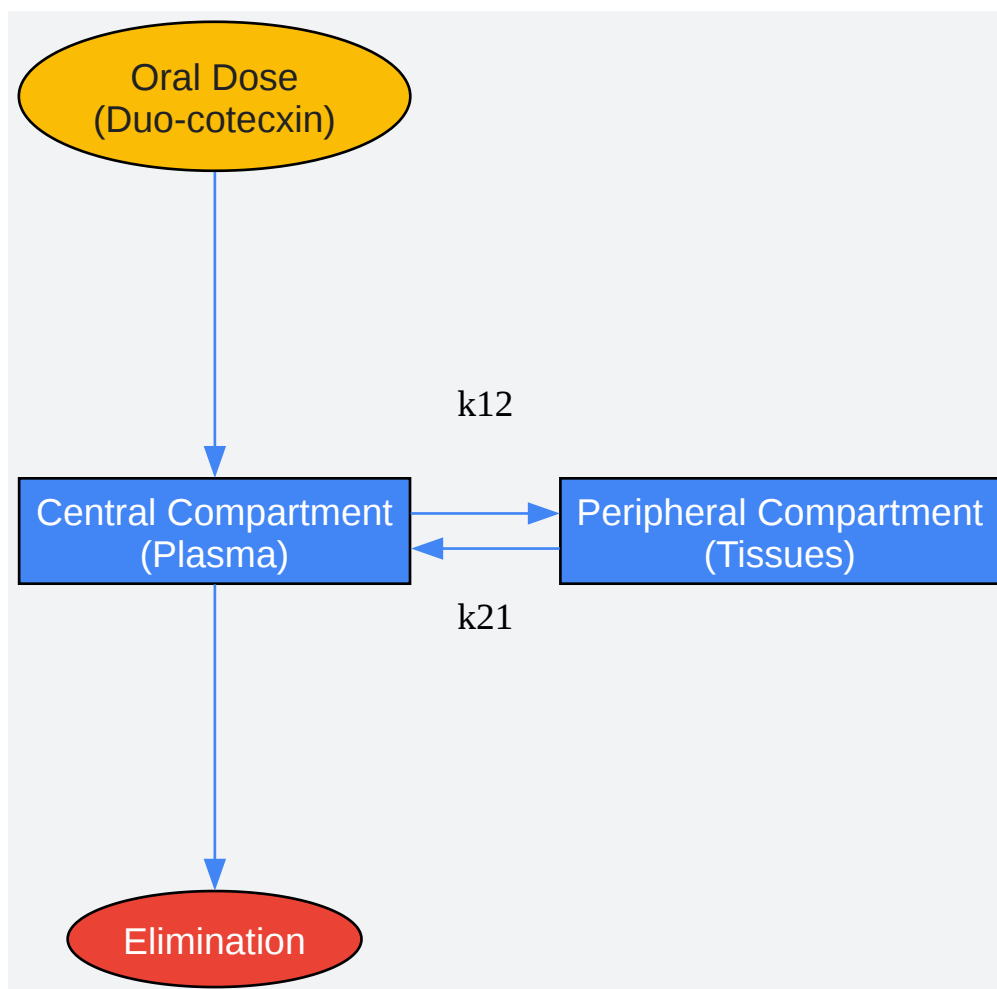 Oral Dose
(Duo-cotecxin)
k12
Central Compartment
(Plasma)
Peripheral Compartment
(Tissues)
k21
Elimination